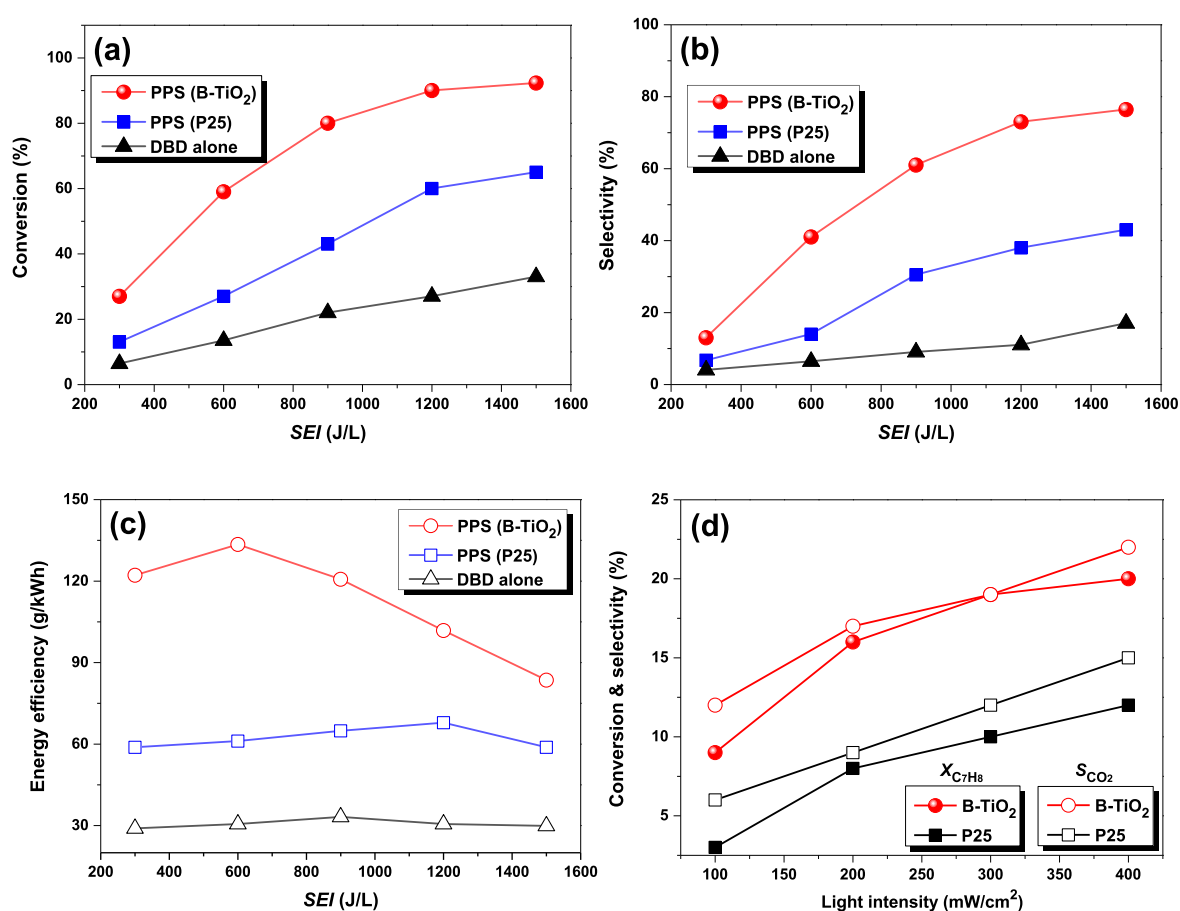 (a)
PPS (B-TiO₂)
PPS (P25)
DBD alone
Conversion (%)
0
20
40
60
80
100
200 400 600 800 1000 1200 1400 1600
SEI (J/L)
(b)
PPS (B-TiO₂)
PPS (P25)
DBD alone
Selectivity (%)
0
20
40
60
80
100
200 400 600 800 1000 1200 1400 1600
SEI (J/L)
(c)
PPS (B-TiO₂)
PPS (P25)
DBD alone
Energy efficiency (g/kWh)
30
60
90
120
150
200 400 600 800 1000 1200 1400 1600
SEI (J/L)
(d)
Conversion & selectivity (%)
5
10
15
20
25
X C₇H₈ S CO₂
B-TiO₂ B-TiO₂
P25 P25
100 150 200 250 300 350 400
Light intensity (mW/cm²)